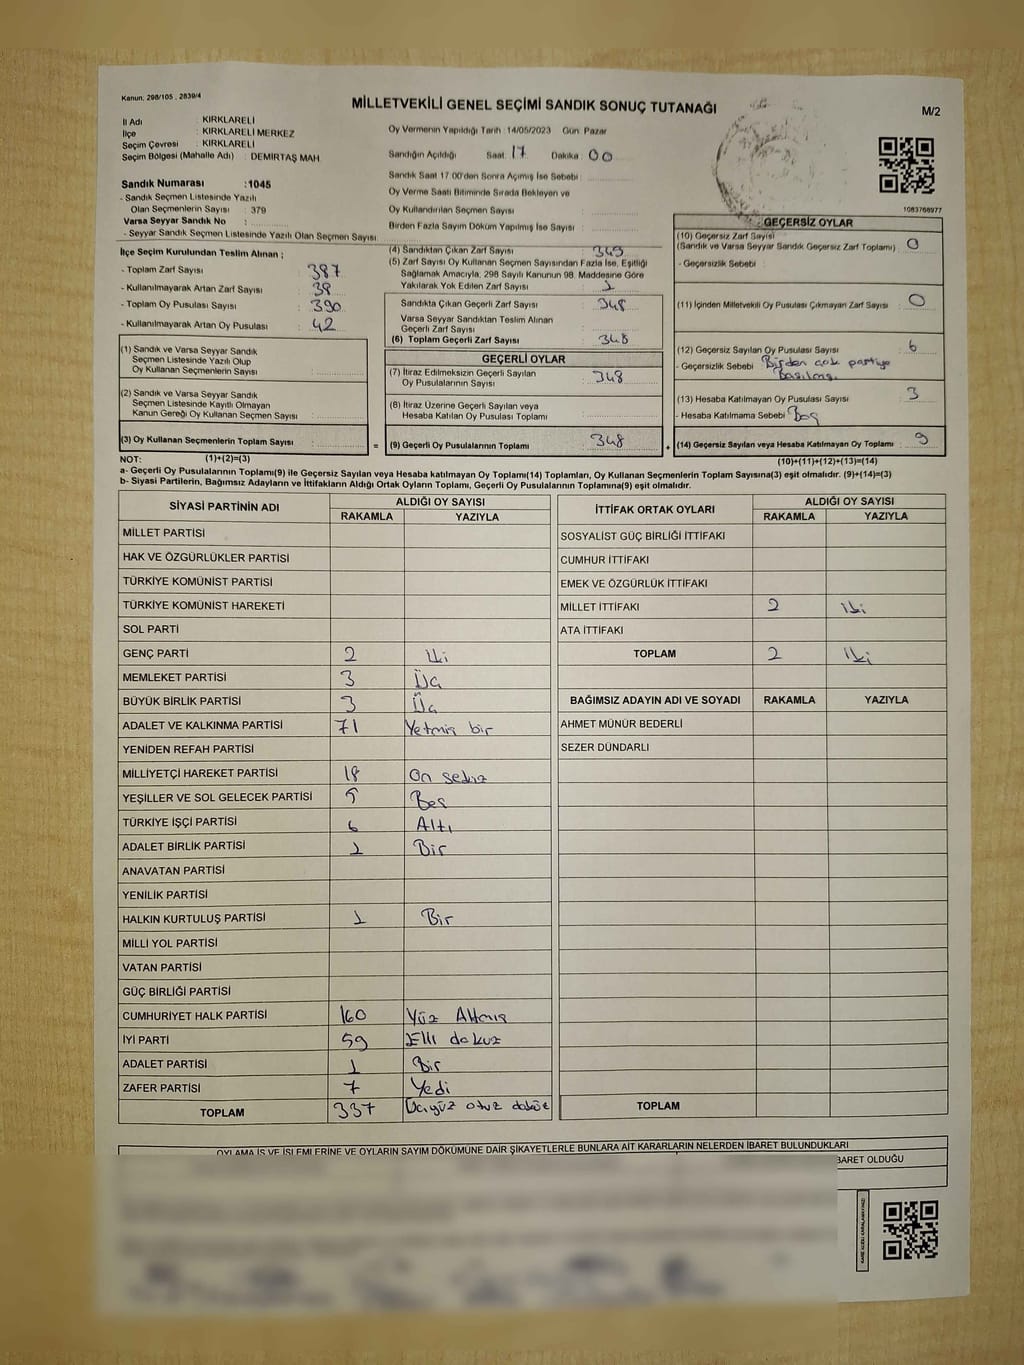 Kanun: 298/105 , 2839/4
MİLLETVEKİLİ GENEL SEÇİMİ SANDIK SONUÇ TUTANAĞI
M/2
İl Adı : KIRKLARELİ
İlçe : KIRKLARELİ MERKEZ
Seçim Çevresi : KIRKLARELİ
Seçim Bölgesi (Mahalle Adı) : DEMİRTAŞ MAH
Sandık Numarası :1045
- Sandık Seçmen Listesinde Yazılı
Olan Seçmenlerin Sayısı : 379
Varsa Seyyar Sandık No :
- Seyyar Sandık Seçmen Listesinde Yazılı Olan Seçmen Sayısı
Oy Vermenin Yapıldığı Tarih :14/05/2023 Gün Pazar
Sandığın Açıldığı Saat 17 Dakika 00
Sandık Saat 17.00'den Sonra Açımış İse Sebebi :
Oy Verme Saati Bitiminde Sırada Bekleyen ve
Oy Kullandırılan Seçmen Sayısı
Birden Fazla Sayım Döküm Yapılmış İse Sayısı :
1083768977
İlçe Seçim Kurulundan Teslim Alınan ;
- Toplam Zarf Sayısı : 387
- Kullanılmayarak Artan Zarf Sayısı : 38
- Toplam Oy Pusulası Sayısı : 390
- Kullanılmayarak Artan Oy Pusulası : 42
(1) Sandık ve Varsa Seyyar Sandık
Seçmen Listesinde Yazılı Olup
Oy Kullanan Seçmenlerin Sayısı :
(2) Sandık ve Varsa Seyyar Sandık
Seçmen Listesinde Kayıtlı Olmayan
Kanun Gereği Oy Kullanan Seçmen Sayısı :
(3) Oy Kullanan Seçmenlerin Toplam Sayısı :
(4) Sandıktan Çıkan Zarf Sayısı : 349
(5) Zarf Sayısı Oy Kullanan Seçmen Sayısından Fazla İse, Eşitliği
Sağlamak Amacıyla, 298 Sayılı Kanunun 98. Maddesine Göre
Yakılarak Yok Edilen Zarf Sayısı : 1
Sandıkta Çıkan Geçerli Zarf Sayısı : 348
Varsa Seyyar Sandıktan Teslim Alınan
Geçerli Zarf Sayısı :
(6) Toplam Geçerli Zarf Sayısı : 348
GEÇERLİ OYLAR
(7) İtiraz Edilmeksizin Geçerli Sayılan
Oy Pusulalarının Sayısı : 348
(8) İtiraz Üzerine Geçerli Sayılan veya
Hesaba Katılan Oy Pusulası Toplamı :
= (9) Geçerli Oy Pusulalarının Toplamı : 348 +
GEÇERSİZ OYLAR
(10) Geçersiz Zarf Sayısı : 0
(Sandık ve Varsa Seyyar Sandık Geçersiz Zarf Toplamı)
- Geçersizlik Sebebi :
(11) İçinden Milletvekili Oy Pusulası Çıkmayan Zarf Sayısı : 0
(12) Geçersiz Sayılan Oy Pusulası Sayısı : 6
- Geçersizlik Sebebi : Birden çok partiye
basılması
(13) Hesaba Katılmayan Oy Pusulası Sayısı : 3
- Hesaba Katılmama Sebebi : Boş
(14) Geçersiz Sayılan veya Hesaba Katılmayan Oy Toplamı : 9
NOT: (1)+(2)=(3) (10)+(11)+(12)+(13)=(14)
a- Geçerli Oy Pusulalarının Toplamı(9) ile Geçersiz Sayılan veya Hesaba katılmayan Oy Toplamı(14) Toplamları, Oy Kullanan Seçmenlerin Toplam Sayısına(3) eşit olmalıdır. (9)+(14)=(3)
b- Siyasi Partilerin, Bağımsız Adayların ve İttifakların Aldığı Ortak Oyların Toplamı, Geçerli Oy Pusulalarının Toplamına(9) eşit olmalıdır.
SİYASİ PARTİNİN ADI ALDIĞI OY SAYISI
RAKAMLA YAZIYLA
MİLLET PARTİSİ
HAK VE ÖZGÜRLÜKLER PARTİSİ
TÜRKİYE KOMÜNİST PARTİSİ
TÜRKİYE KOMÜNİST HAREKETİ
SOL PARTİ
GENÇ PARTİ 2 İki
MEMLEKET PARTİSİ 3 Üç
BÜYÜK BİRLİK PARTİSİ 3 Üç
ADALET VE KALKINMA PARTİSİ 71 Yetmiş bir
YENİDEN REFAH PARTİSİ
MİLLİYETÇİ HAREKET PARTİSİ 18 On sekiz
YEŞİLLER VE SOL GELECEK PARTİSİ 5 Beş
TÜRKİYE İŞÇİ PARTİSİ 6 Altı
ADALET BİRLİK PARTİSİ 1 Bir
ANAVATAN PARTİSİ
YENİLİK PARTİSİ
HALKIN KURTULUŞ PARTİSİ 1 Bir
MİLLİ YOL PARTİSİ
VATAN PARTİSİ
GÜÇ BİRLİĞİ PARTİSİ
CUMHURİYET HALK PARTİSİ 160 Yüz Altmış
İYİ PARTİ 59 Elli dokuz
ADALET PARTİSİ 1 Bir
ZAFER PARTİSİ 7 Yedi
TOPLAM 337 Üçyüz otuz
İTTİFAK ORTAK OYLARI ALDIĞI OY SAYISI
RAKAMLA YAZIYLA
SOSYALİST GÜÇ BİRLİĞİ İTTİFAKI
CUMHUR İTTİFAKI
EMEK VE ÖZGÜRLÜK İTTİFAKI
MİLLET İTTİFAKI 2 İki
ATA İTTİFAKI
TOPLAM 2 İki
BAĞIMSIZ ADAYIN ADI VE SOYADI RAKAMLA YAZIYLA
AHMET MÜNÜR BEDERLİ
SEZER DÜNDARLI
TOPLAM
OYLAMA İŞ VE İŞLEMLERİNE VE OYLARIN SAYIM DÖKÜMÜNE DAİR ŞİKAYETLERLE BUNLARA AİT KARARLARIN NELERDEN İBARET BULUNDUKLARI
BARET OLDUĞU